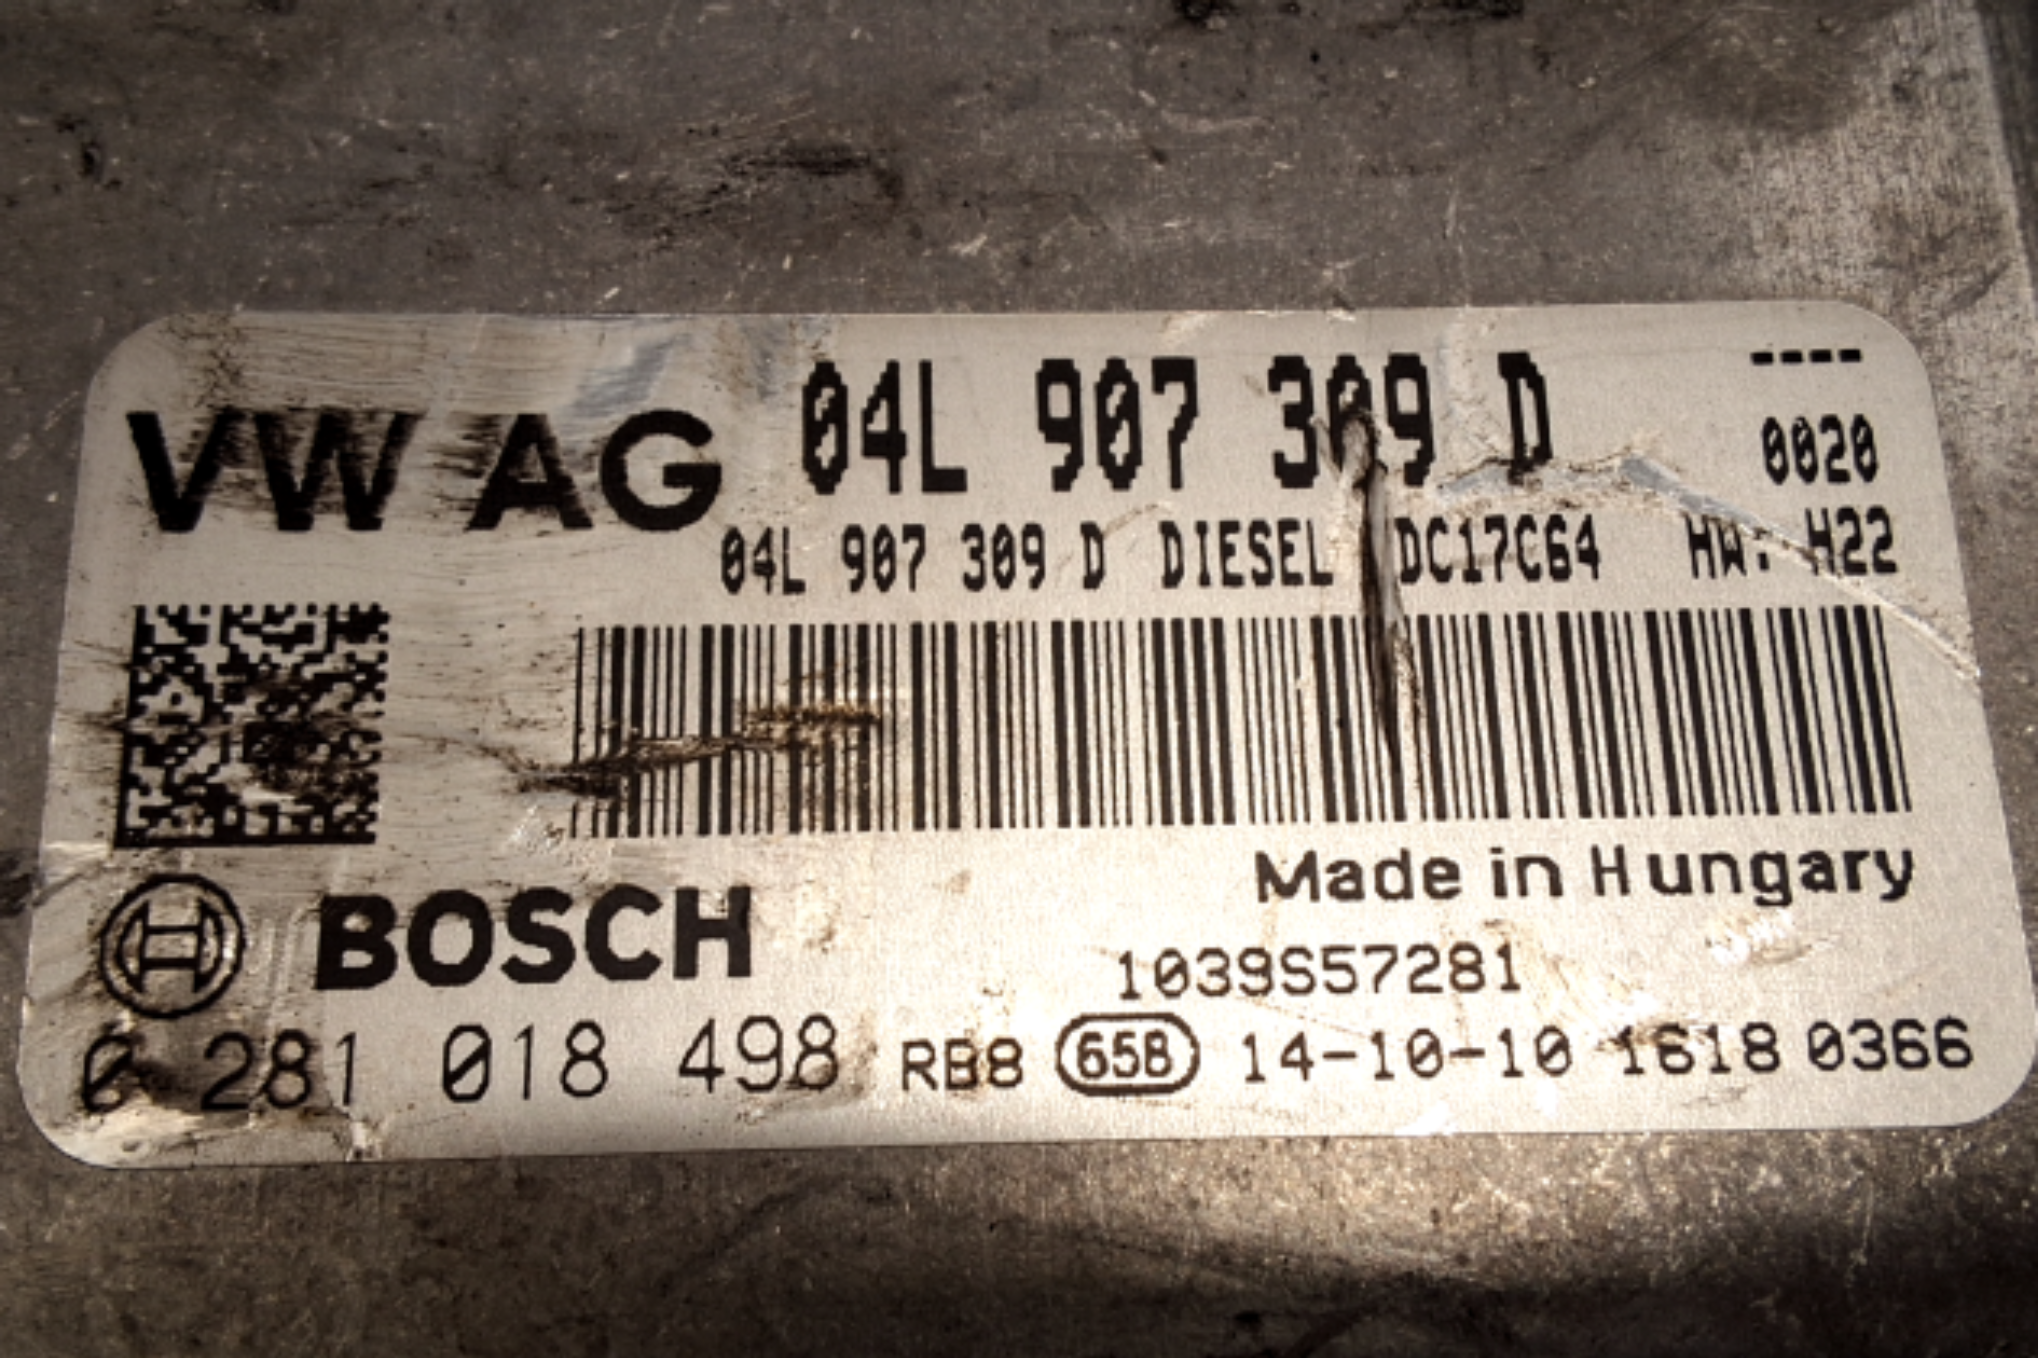 VW AG 04L 907 309 D ----
0020
04L 907 309 D DIESEL DC17C64 HW: H22
Made in Hungary
BOSCH 1039S57281
0 281 018 498 RB8 65B 14-10-10 1618 0366